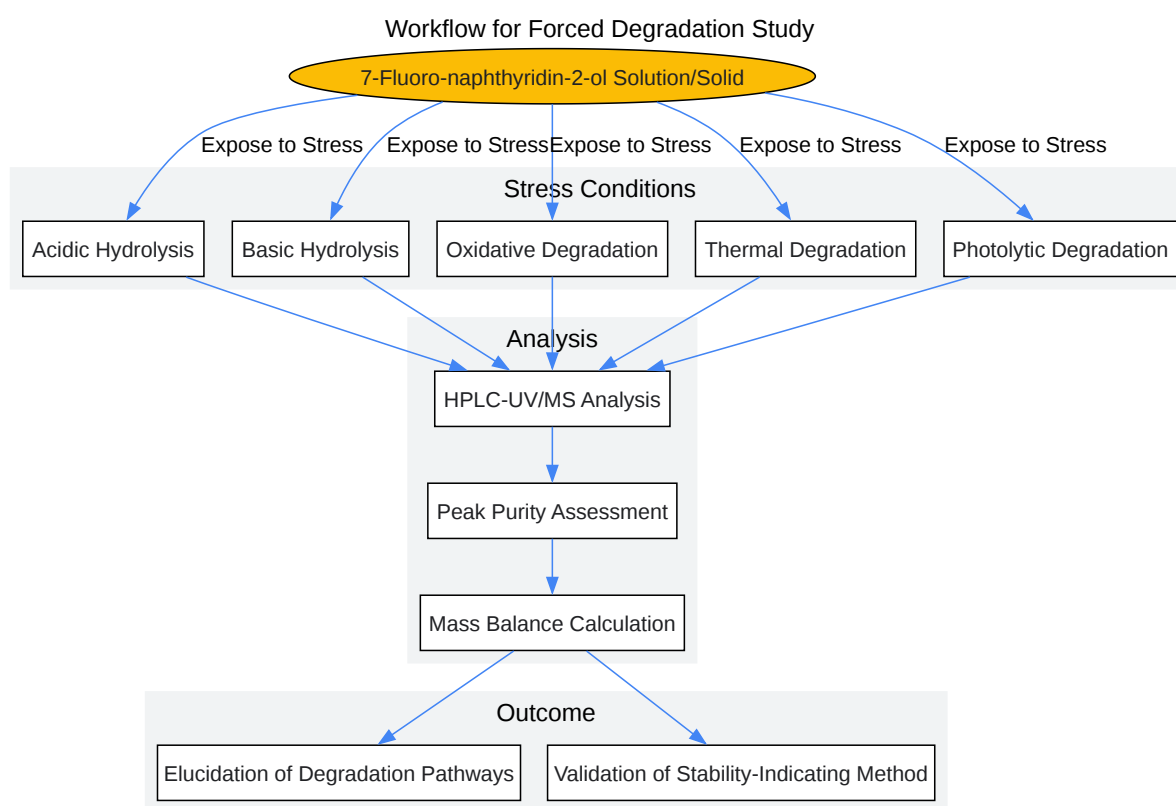 Workflow for Forced Degradation Study
7-Fluoro-naphthyridin-2-ol Solution/Solid
Expose to Stress
Expose to Stress
Expose to Stress
Expose to Stress
Expose to Stress
Stress Conditions
Acidic Hydrolysis
Basic Hydrolysis
Oxidative Degradation
Thermal Degradation
Photolytic Degradation
Analysis
HPLC-UV/MS Analysis
Peak Purity Assessment
Mass Balance Calculation
Outcome
Elucidation of Degradation Pathways
Validation of Stability-Indicating Method